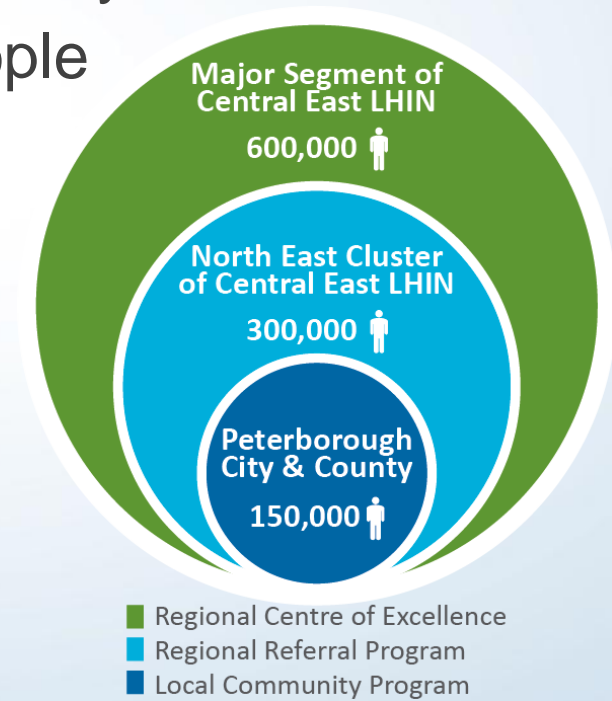 Major Segment of
Central East LHIN
600,000
North East Cluster
of Central East LHIN
300,000
Peterborough
City & County
150,000
Regional Centre of Excellence
Regional Referral Program
Local Community Program